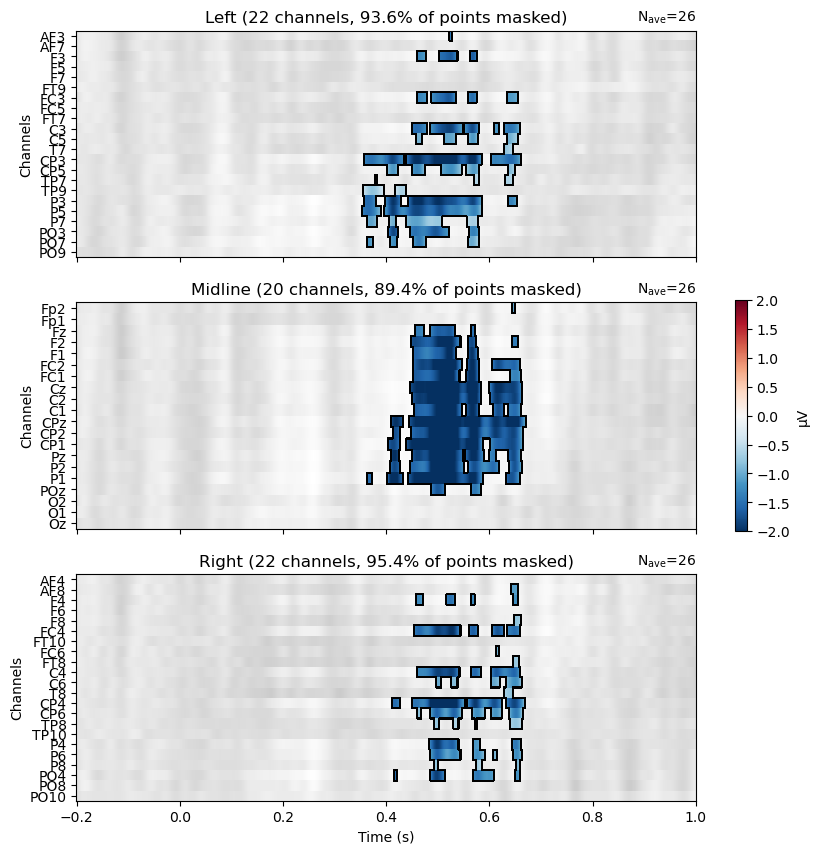 Left (22 channels, 93.6% of points masked)
N_ave=26
AF3
AF7
F3
F5
F7
FT9
FC3
FC5
FT7
C3
C5
T7
CP3
CP5
TP7
TP9
P3
P5
P7
PO3
PO7
PO9
Channels
Midline (20 channels, 89.4% of points masked)
N_ave=26
Fp2
Fp1
Fz
F2
F1
FC2
FC1
Cz
C2
C1
CPz
CP2
CP1
Pz
P2
P1
POz
O2
O1
Oz
Channels
2.0
1.5
1.0
0.5
0.0
−0.5
−1.0
−1.5
−2.0
µV
Right (22 channels, 95.4% of points masked)
N_ave=26
AF4
AF8
F4
F6
F8
FC4
FT10
FC6
FT8
C4
C6
T8
CP4
CP6
TP8
TP10
P4
P6
P8
PO4
PO8
PO10
Channels
−0.2 0.0 0.2 0.4 0.6 0.8 1.0
Time (s)